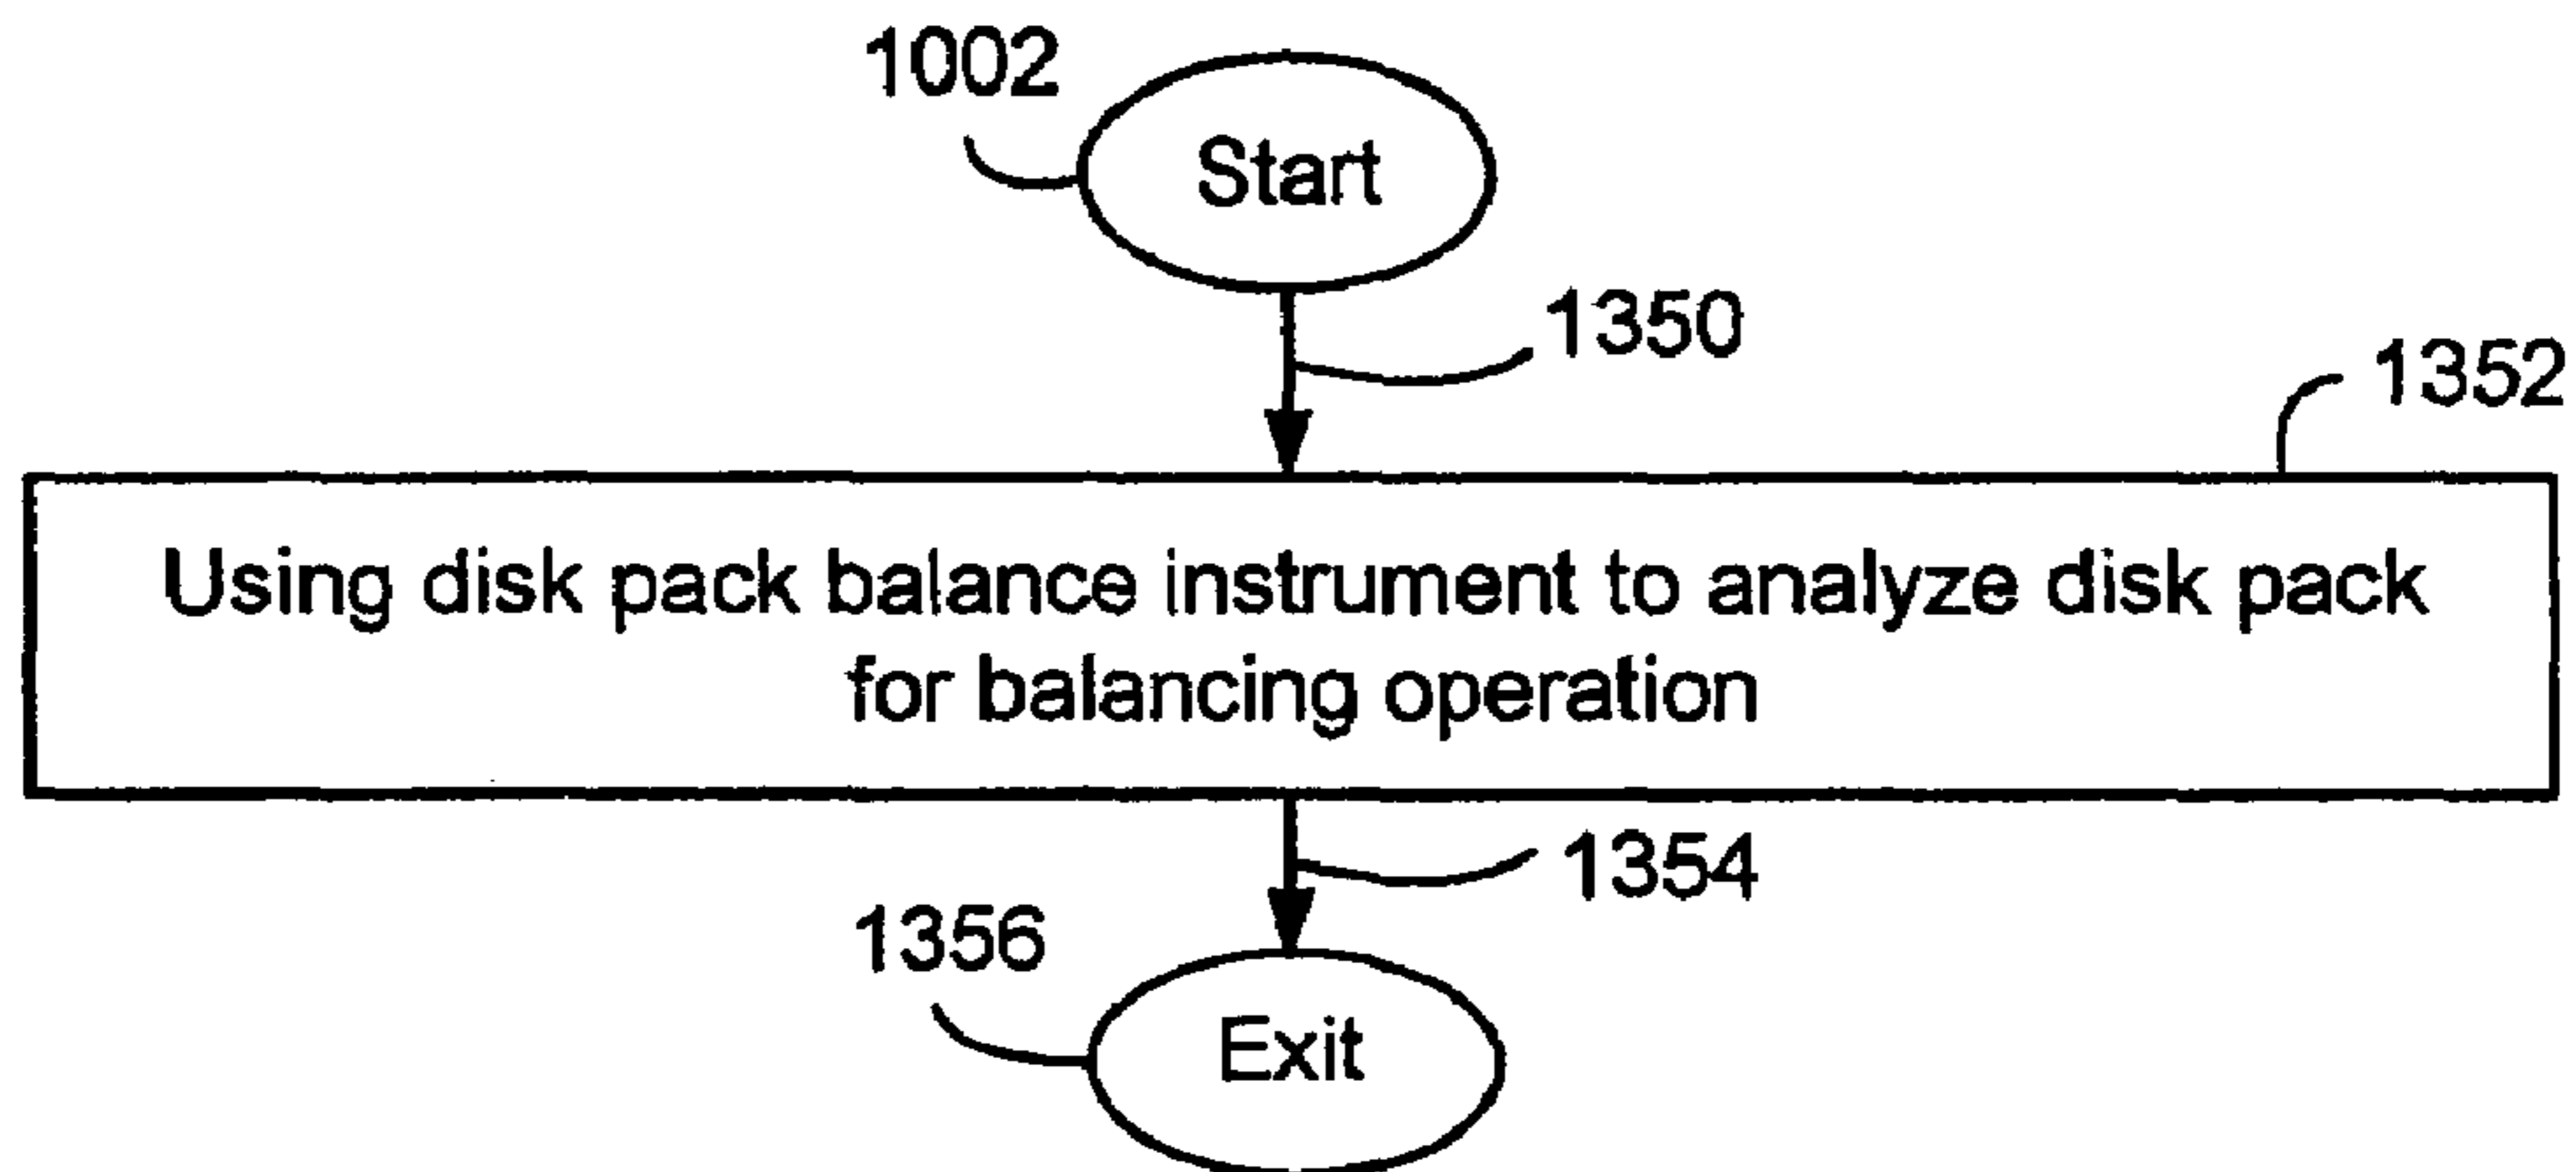 1002
Start
1350
1352
Using disk pack balance instrument to analyze disk pack
for balancing operation
1354
1356
Exit